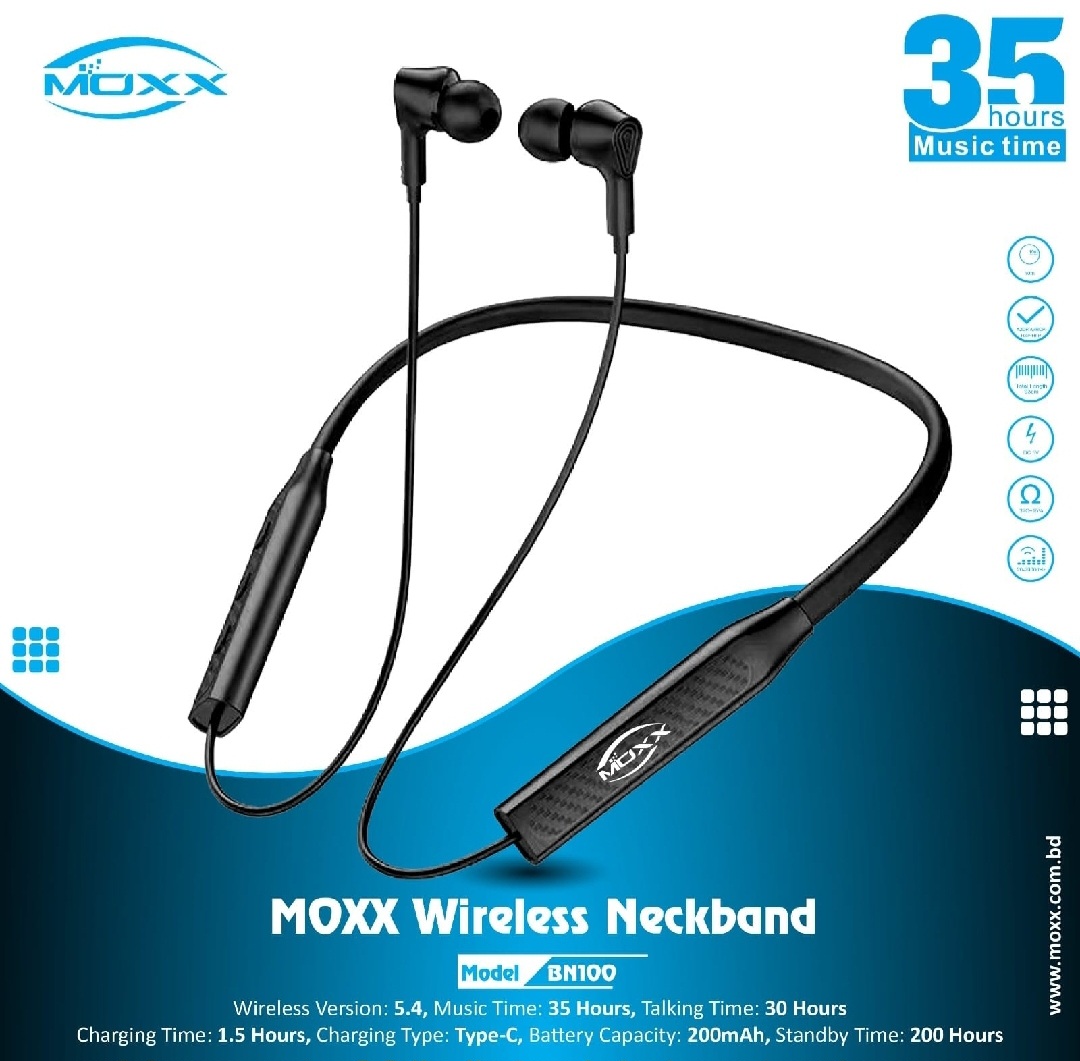 MOXX
35
hours
Music time
MOXX
www.moxx.com.bd
MOXX Wireless Neckband
Model BN100
Wireless Version: 5.4, Music Time: 35 Hours, Talking Time: 30 Hours
Charging Time: 1.5 Hours, Charging Type: Type-C, Battery Capacity: 200mAh, Standby Time: 200 Hours